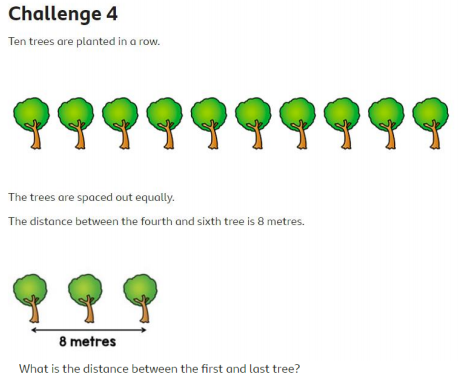 Challenge 4
Ten trees are planted in a row.
The trees are spaced out equally.
The distance between the fourth and sixth tree is 8 metres.
8 metres
What is the distance between the first and last tree?